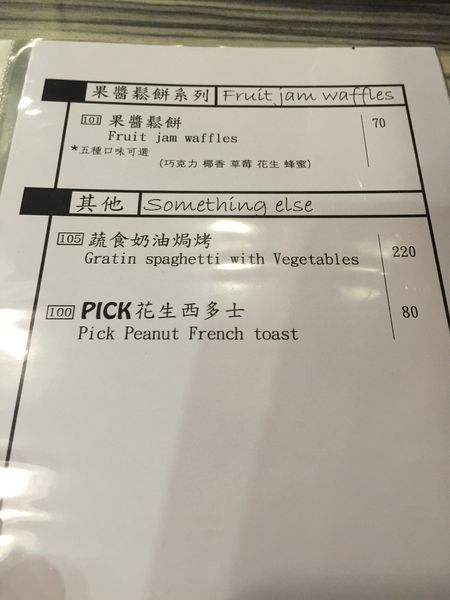 果醬鬆餅系列 Fruit jam waffles
101 果醬鬆餅 70
Fruit jam waffles
*五種口味可選
(巧克力 椰香 草莓 花生 蜂蜜)
其他 Something else
105 蔬食奶油焗烤 220
Gratin spaghetti with Vegetables
100 PICK花生西多士 80
Pick Peanut French toast